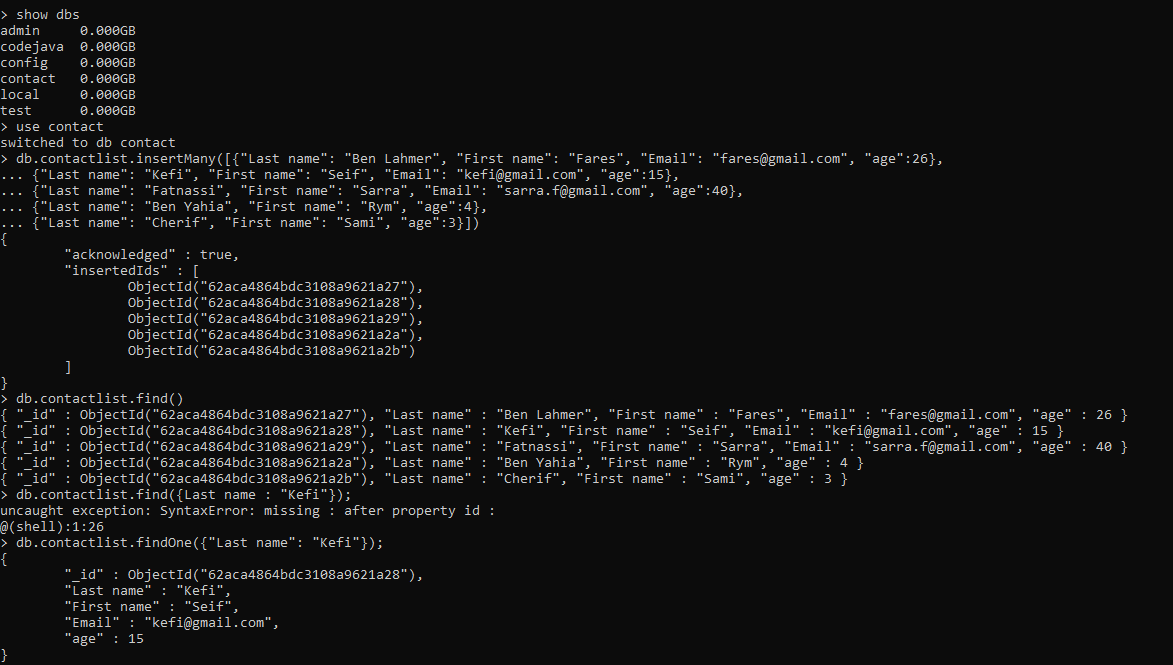 > show dbs
admin     0.000GB
codejava  0.000GB
config    0.000GB
contact   0.000GB
local     0.000GB
test      0.000GB
> use contact
switched to db contact
> db.contactlist.insertMany([{"Last name": "Ben Lahmer", "First name": "Fares", "Email": "fares@gmail.com", "age":26},
... {"Last name": "Kefi", "First name": "Seif", "Email": "kefi@gmail.com", "age":15},
... {"Last name": "Fatnassi", "First name": "Sarra", "Email": "sarra.f@gmail.com", "age":40},
... {"Last name": "Ben Yahia", "First name": "Rym", "age":4},
... {"Last name": "Cherif", "First name": "Sami", "age":3}])
{
        "acknowledged" : true,
        "insertedIds" : [
                ObjectId("62aca4864bdc3108a9621a27"),
                ObjectId("62aca4864bdc3108a9621a28"),
                ObjectId("62aca4864bdc3108a9621a29"),
                ObjectId("62aca4864bdc3108a9621a2a"),
                ObjectId("62aca4864bdc3108a9621a2b")
        ]
}
> db.contactlist.find()
{ "_id" : ObjectId("62aca4864bdc3108a9621a27"), "Last name" : "Ben Lahmer", "First name" : "Fares", "Email" : "fares@gmail.com", "age" : 26 }
{ "_id" : ObjectId("62aca4864bdc3108a9621a28"), "Last name" : "Kefi", "First name" : "Seif", "Email" : "kefi@gmail.com", "age" : 15 }
{ "_id" : ObjectId("62aca4864bdc3108a9621a29"), "Last name" : "Fatnassi", "First name" : "Sarra", "Email" : "sarra.f@gmail.com", "age" : 40 }
{ "_id" : ObjectId("62aca4864bdc3108a9621a2a"), "Last name" : "Ben Yahia", "First name" : "Rym", "age" : 4 }
{ "_id" : ObjectId("62aca4864bdc3108a9621a2b"), "Last name" : "Cherif", "First name" : "Sami", "age" : 3 }
> db.contactlist.find({Last name : "Kefi"});
uncaught exception: SyntaxError: missing : after property id :
@(shell):1:26
> db.contactlist.findOne({"Last name": "Kefi"});
{
        "_id" : ObjectId("62aca4864bdc3108a9621a28"),
        "Last name" : "Kefi",
        "First name" : "Seif",
        "Email" : "kefi@gmail.com",
        "age" : 15
}